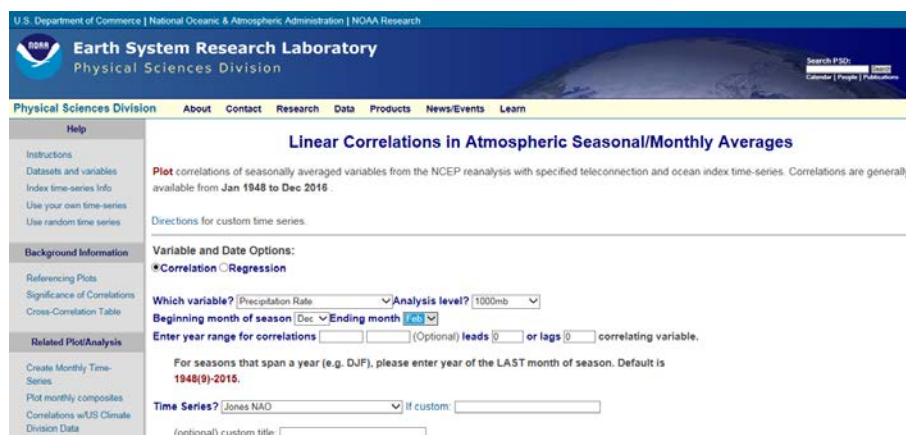 U.S. Department of Commerce | National Oceanic & Atmospheric Administration | NOAA Research
NOAA
Earth System Research Laboratory
Physical Sciences Division
Search PSD:
Search
Calendar | People | Publications
Physical Sciences Division About Contact Research Data Products News/Events Learn
Help
Instructions
Datasets and variables
Index time-series Info
Use your own time-series
Use random time series
Background Information
Referencing Plots
Significance of Correlations
Cross-Correlation Table
Related Plot/Analysis
Create Monthly Time-
Series
Plot monthly composites
Correlations w/US Climate
Division Data
Linear Correlations in Atmospheric Seasonal/Monthly Averages
Plot correlations of seasonally averaged variables from the NCEP reanalysis with specified teleconnection and ocean index time-series. Correlations are generally
available from Jan 1948 to Dec 2016 .
Directions for custom time series.
Variable and Date Options:
Correlation Regression
Which variable? Precipitation Rate Analysis level? 1000mb
Beginning month of season Dec Ending month Feb
Enter year range for correlations (Optional) leads 0 or lags 0 correlating variable.
For seasons that span a year (e.g. DJF), please enter year of the LAST month of season. Default is
1948(9)-2015.
Time Series? Jones NAO If custom:
(optional) custom title: